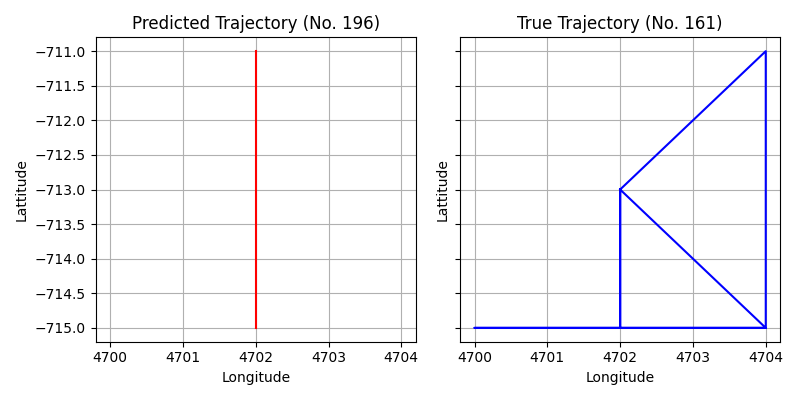 Predicted Trajectory (No. 196)
−711.0
−711.5
−712.0
−712.5
−713.0
−713.5
−714.0
−714.5
−715.0
Lattitude
4700 4701 4702 4703 4704
Longitude
True Trajectory (No. 161)
Lattitude
4700 4701 4702 4703 4704
Longitude